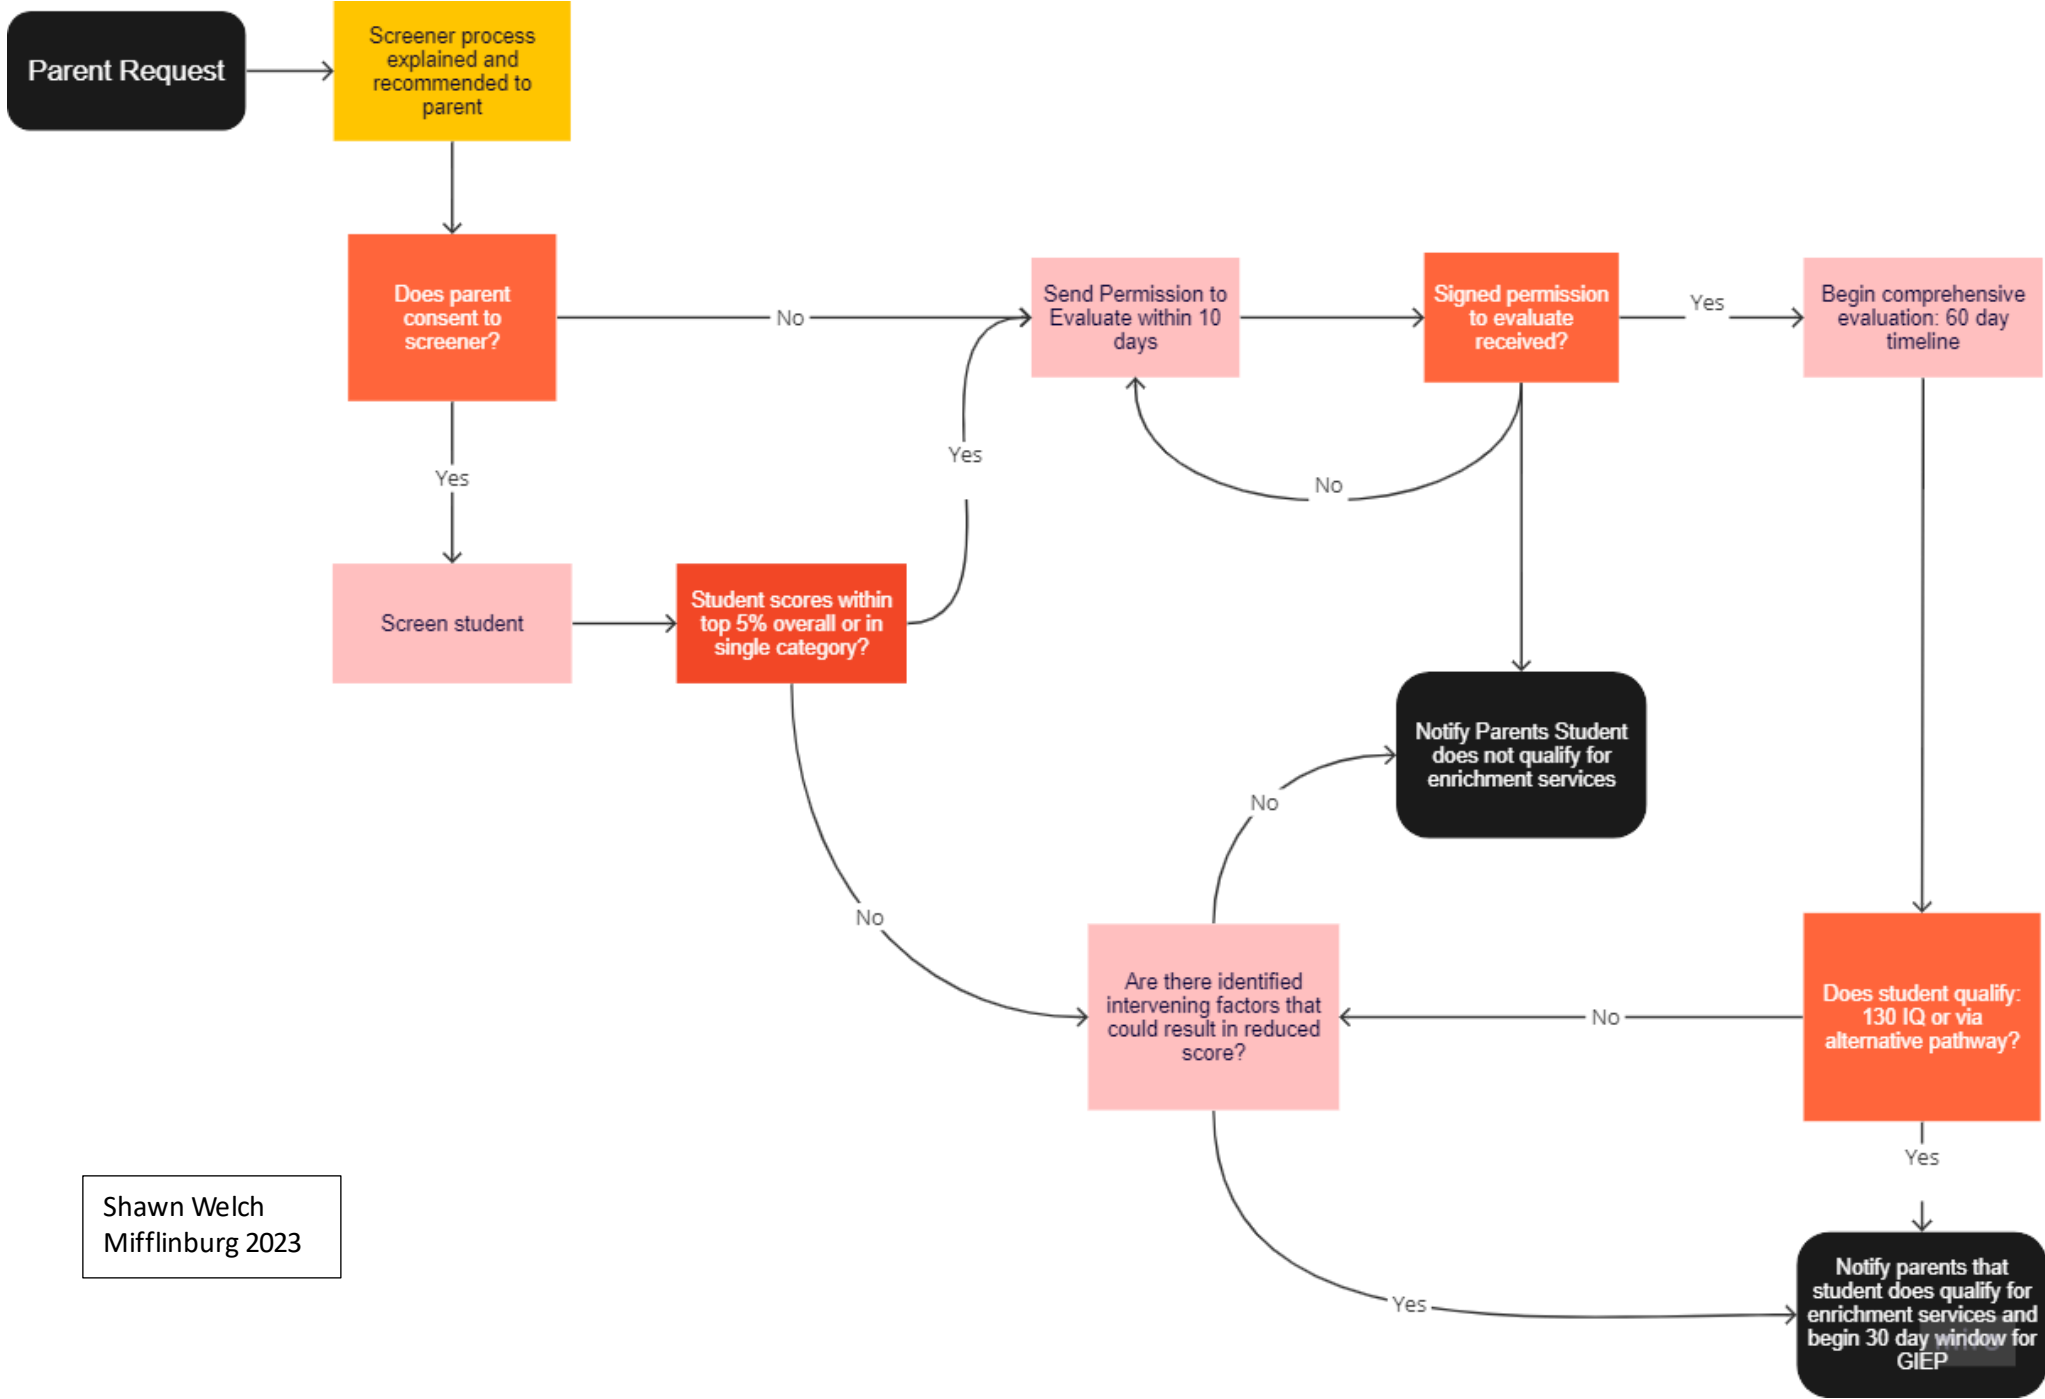 Parent Request
Screener process
explained and
recommended to
parent
Does parent
consent to
screener?
No
Send Permission to
Evaluate within 10
days
Signed permission
to evaluate
received?
Yes
Begin comprehensive
evaluation: 60 day
timeline
Yes
Yes
No
Screen student
Student scores within
top 5% overall or in
single category?
Notify Parents Student
does not qualify for
enrichment services
No
No
Are there identified
intervening factors that
could result in reduced
score?
No
Does student qualify:
130 IQ or via
alternative pathway?
Yes
Shawn Welch
Mifflinburg 2023
Yes
Notify parents that
student does qualify for
enrichment services and
begin 30 day window for
GIEP